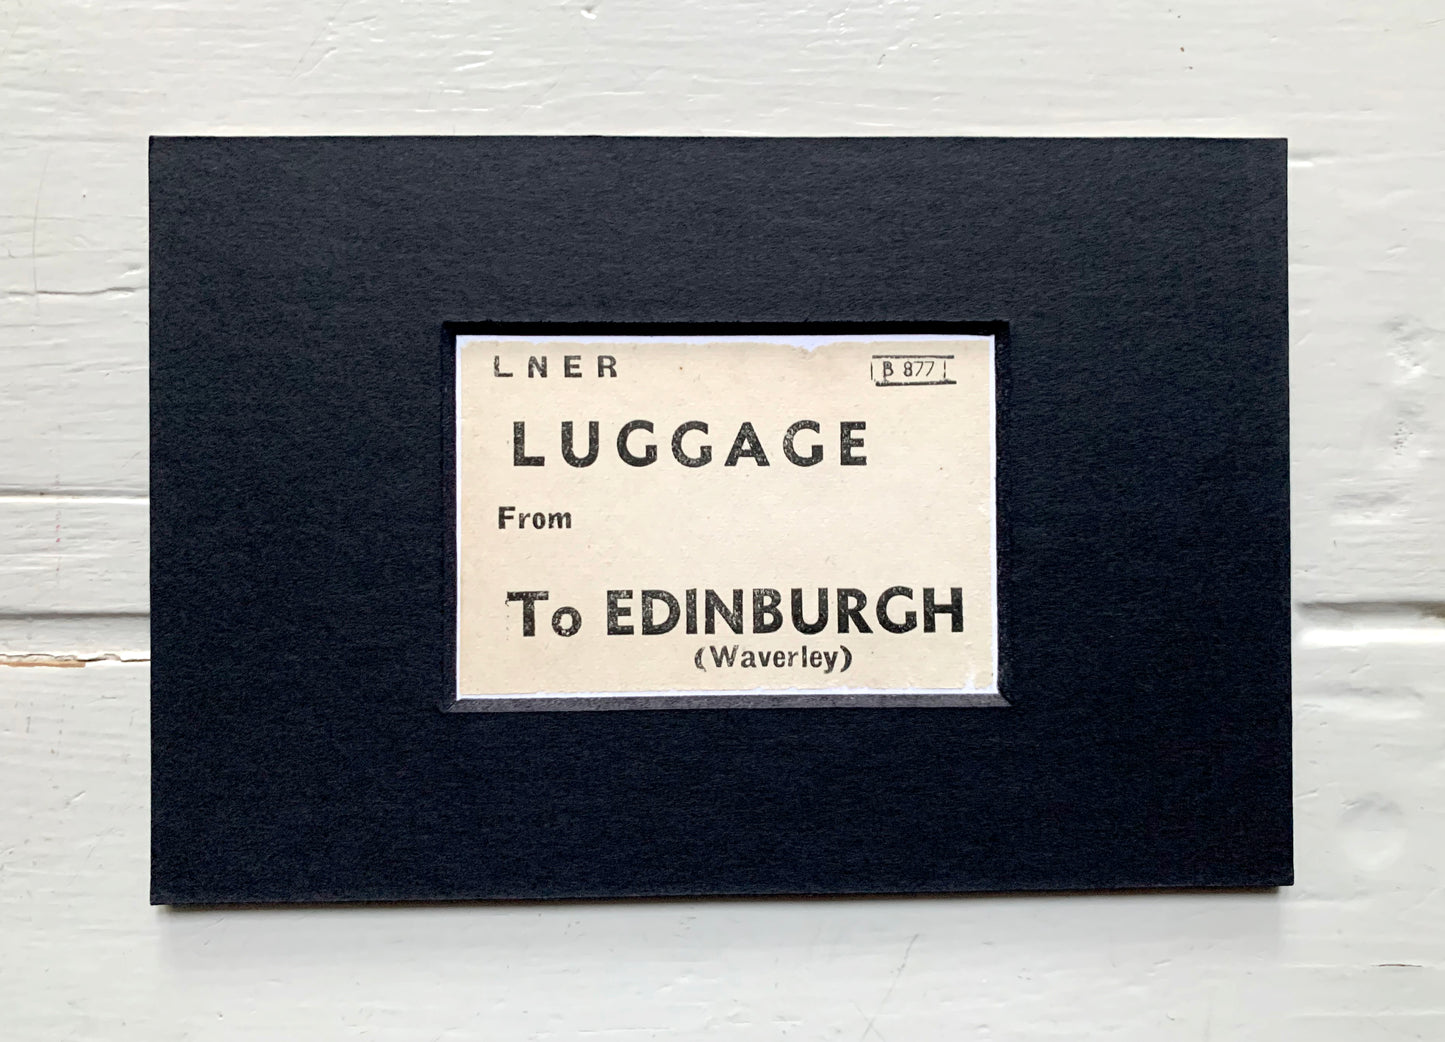 LNER B 877
LUGGAGE
From
To EDINBURGH
(Waverley)